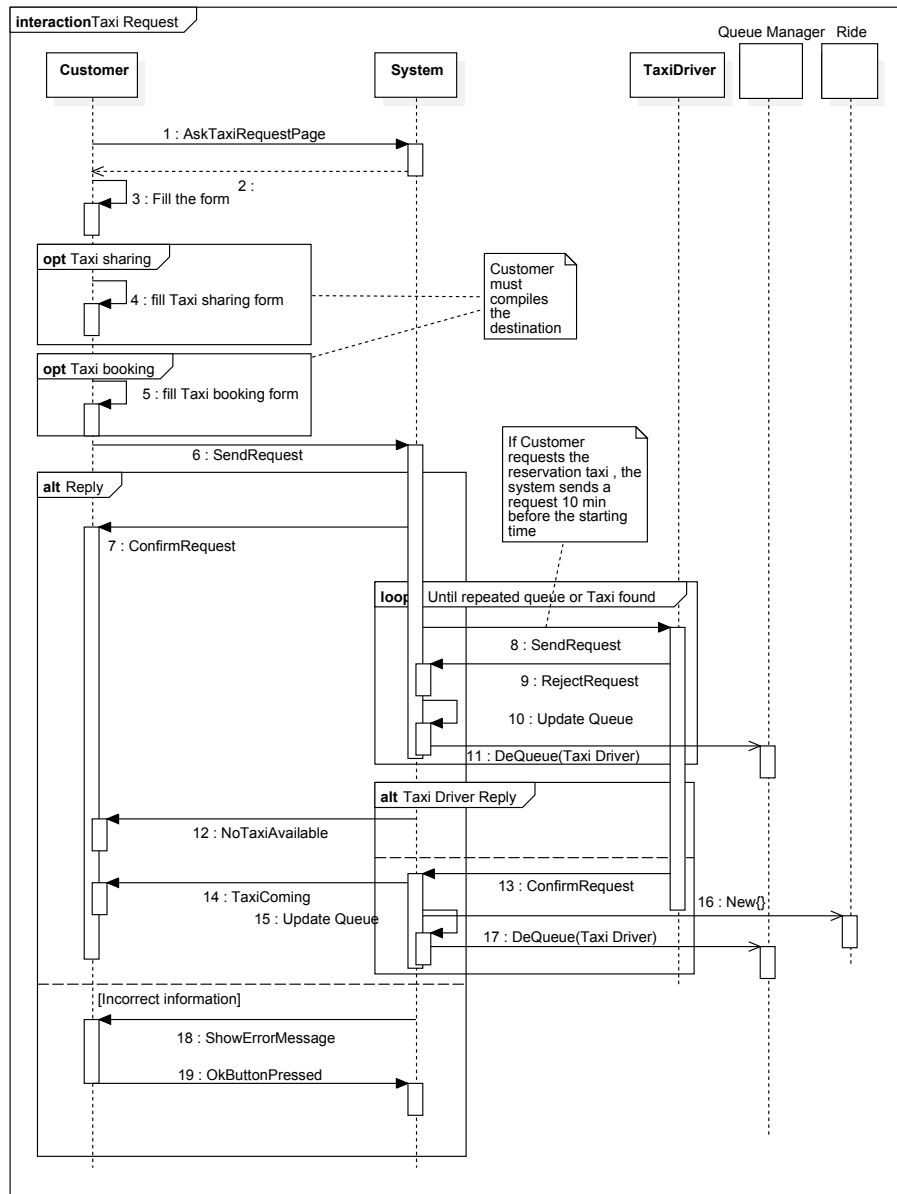 interactionTaxi Request
Queue Manager
Ride
Customer
System
TaxiDriver
1 : AskTaxiRequestPage
2 :
3 : Fill the form
opt Taxi sharing
4 : fill Taxi sharing form
Customer
must
compiles
the
destination
opt Taxi booking
5 : fill Taxi booking form
6 : SendRequest
If Customer
requests the
reservation taxi , the
system sends a
request 10 min
before the starting
time
alt Reply
7 : ConfirmRequest
loop Until repeated queue or Taxi found
8 : SendRequest
9 : RejectRequest
10 : Update Queue
11 : DeQueue(Taxi Driver)
alt Taxi Driver Reply
12 : NoTaxiAvailable
13 : ConfirmRequest
14 : TaxiComing
16 : New{}
15 : Update Queue
17 : DeQueue(Taxi Driver)
[Incorrect information]
18 : ShowErrorMessage
19 : OkButtonPressed